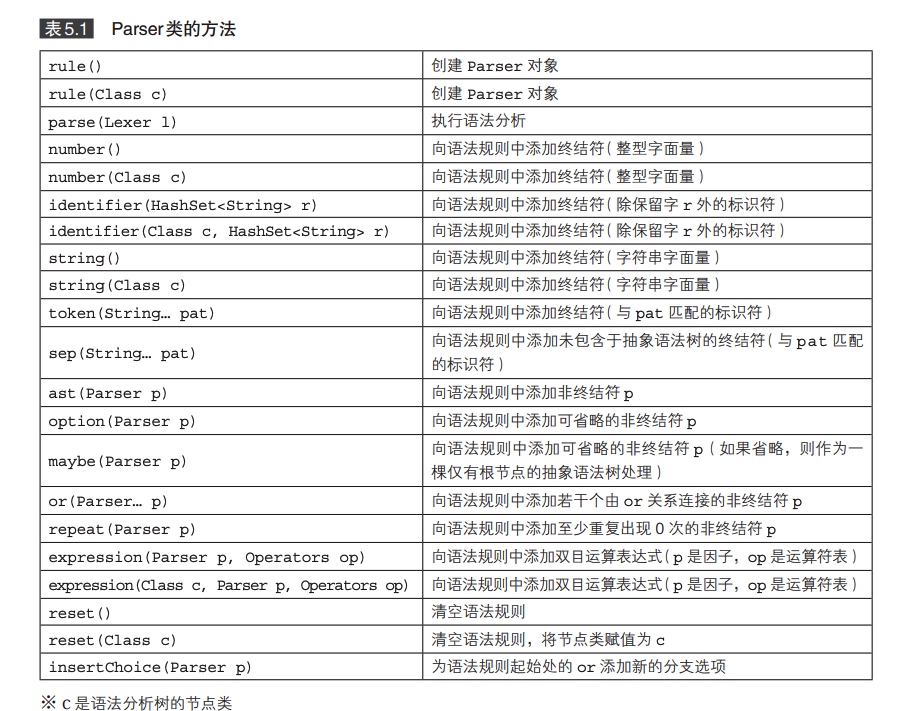 表5.1 Parser类的方法
rule() 创建 Parser 对象
rule(Class c) 创建 Parser 对象
parse(Lexer l) 执行语法分析
number() 向语法规则中添加终结符(整型字面量)
number(Class c) 向语法规则中添加终结符(整型字面量)
identifier(HashSet<String> r) 向语法规则中添加终结符(除保留字 r 外的标识符)
identifier(Class c, HashSet<String> r) 向语法规则中添加终结符(除保留字 r 外的标识符)
string() 向语法规则中添加终结符(字符串字面量)
string(Class c) 向语法规则中添加终结符(字符串字面量)
token(String… pat) 向语法规则中添加终结符(与 pat 匹配的标识符)
sep(String… pat) 向语法规则中添加未包含于抽象语法树的终结符(与 pat 匹配
的标识符)
ast(Parser p) 向语法规则中添加非终结符 p
option(Parser p) 向语法规则中添加可省略的非终结符 p
maybe(Parser p) 向语法规则中添加可省略的非终结符 p(如果省略,则作为一
棵仅有根节点的抽象语法树处理)
or(Parser… p) 向语法规则中添加若干个由 or 关系连接的非终结符 p
repeat(Parser p) 向语法规则中添加至少重复出现 0 次的非终结符 p
expression(Parser p, Operators op) 向语法规则中添加双目运算表达式(p 是因子,op 是运算符表)
expression(Class c, Parser p, Operators op) 向语法规则中添加双目运算表达式(p 是因子,op 是运算符表)
reset() 清空语法规则
reset(Class c) 清空语法规则,将节点类赋值为 c
insertChoice(Parser p) 为语法规则起始处的 or 添加新的分支选项
※ c 是语法分析树的节点类